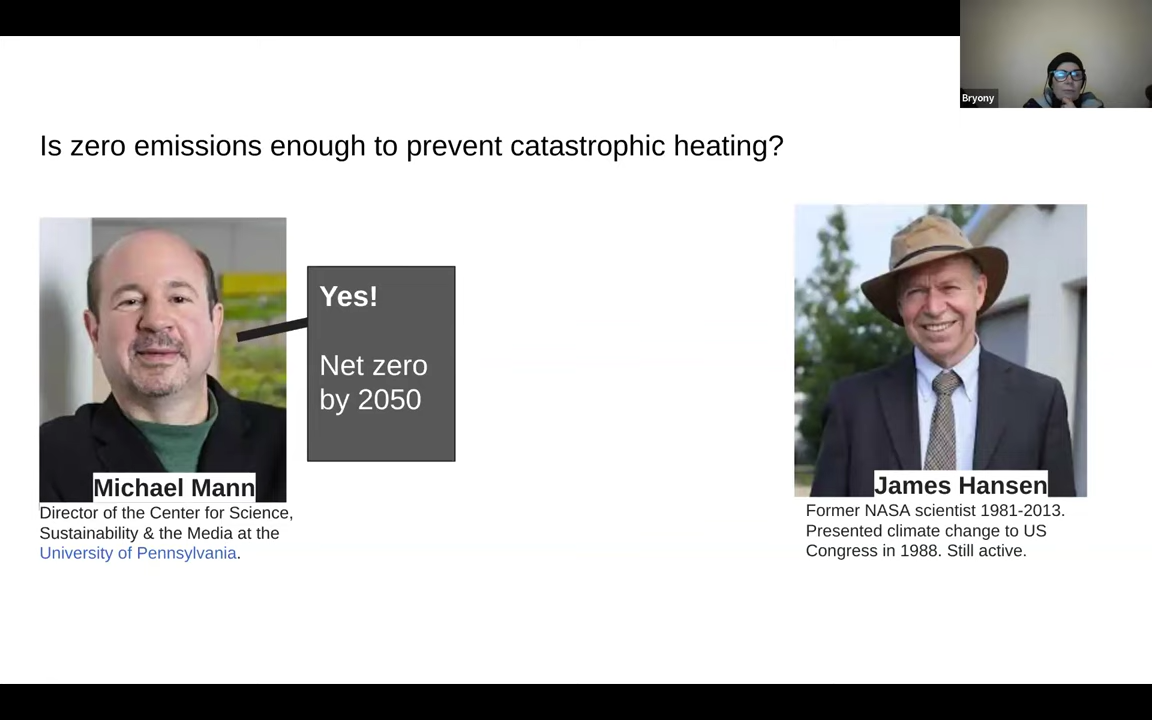 Bryony
Is zero emissions enough to prevent catastrophic heating?
Yes!
Net zero
by 2050
Michael Mann
Director of the Center for Science,
Sustainability & the Media at the
University of Pennsylvania.
James Hansen
Former NASA scientist 1981-2013.
Presented climate change to US
Congress in 1988. Still active.